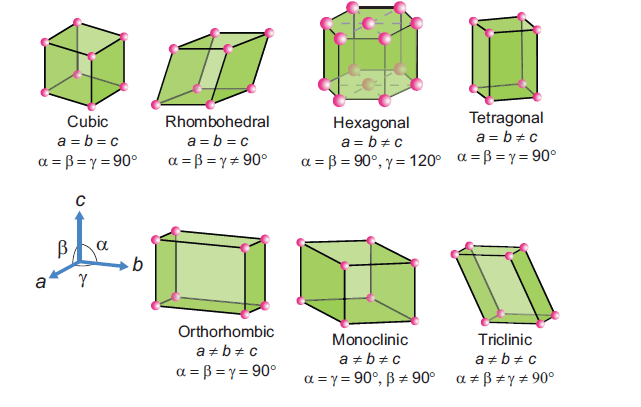 Cubic
a = b = c
α = β = γ = 90°
Rhombohedral
a = b = c
α = β = γ ≠ 90°
Hexagonal
a = b ≠ c
α = β = 90°, γ = 120°
Tetragonal
a = b ≠ c
α = β = γ = 90°
c
β α
a
γ
b
Orthorhombic
a ≠ b ≠ c
α = β = γ = 90°
Monoclinic
a ≠ b ≠ c
α = γ = 90°, β ≠ 90°
Triclinic
a ≠ b ≠ c
α ≠ β ≠ γ ≠ 90°